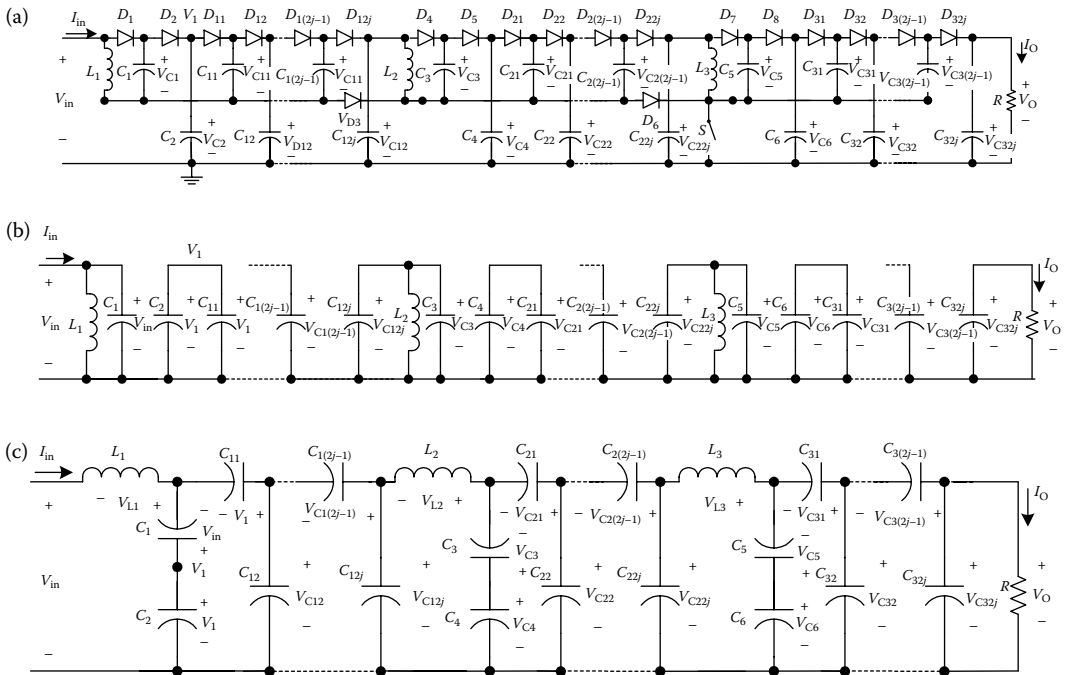 (a)
I_in D_1 D_2 V_1 D_11 D_12 D_1(2j−1) D_12j D_4 D_5 D_21 D_22 D_2(2j−1) D_22j D_7 D_8 D_31 D_32 D_3(2j−1) D_32j
I_O
+ L_1 C_1 + V_C1 − C_11 + V_C11 − C_1(2j−1) + V_C11 − L_2 C_3 + V_C3 − C_21 + V_C21 − C_2(2j−1) + V_C2(2j−1) − L_3 C_5 + V_C5 − C_31 + V_C31 − V_C3(2j−1) + V_C3(2j−1) −
V_in R + V_O −
V_D3 D_6 S
− C_2 + V_C2 − C_12 + V_D12 − C_12j + V_C12 − C_4 + V_C4 − C_22 + V_C22 − C_22j + V_C22j − C_6 + V_C6 − C_32 + V_C32 − C_32j + V_C32j −
(b)
I_in V_1 I_O
+ C_1 + C_2 + C_11 + C_1(2j−1) + C_12j + C_3 + C_4 + C_21 + C_2(2j−1) + C_22j + C_5 + C_6 + C_31 + C_3(2j−1) + C_32j + +
V_in L_1 V_in V_1 V_1 V_C1(2j−1) V_C12j L_2 V_C3 V_C4 V_C21 V_C2(2j−1) V_C22j L_3 V_C5 V_C6 V_C31 V_C3(2j−1) V_C32j R V_O
− − − − − − − − − − − − − − − − −
(c)
I_in L_1 C_11 C_1(2j−1) L_2 C_21 C_2(2j−1) L_3 C_31 C_3(2j−1) I_O
+ − V_L1 + − V_1 + − V_C1(2j−1) + − V_L2 + − V_C21 + − V_C2(2j−1) + V_L3 + − V_C31 + − V_C3(2j−1) +
C_1 − V_in + C_3 − V_C3 C_5 − V_C5
V_in V_1 C_12 + V_C12 − C_12j + V_C12j − + C_22 + V_C22 − C_22j + V_C22j − + C_32 + V_C32 − C_32j + V_C32j − R + V_O −
− C_2 + V_1 − C_4 + V_C4 − C_6 + V_C6 −